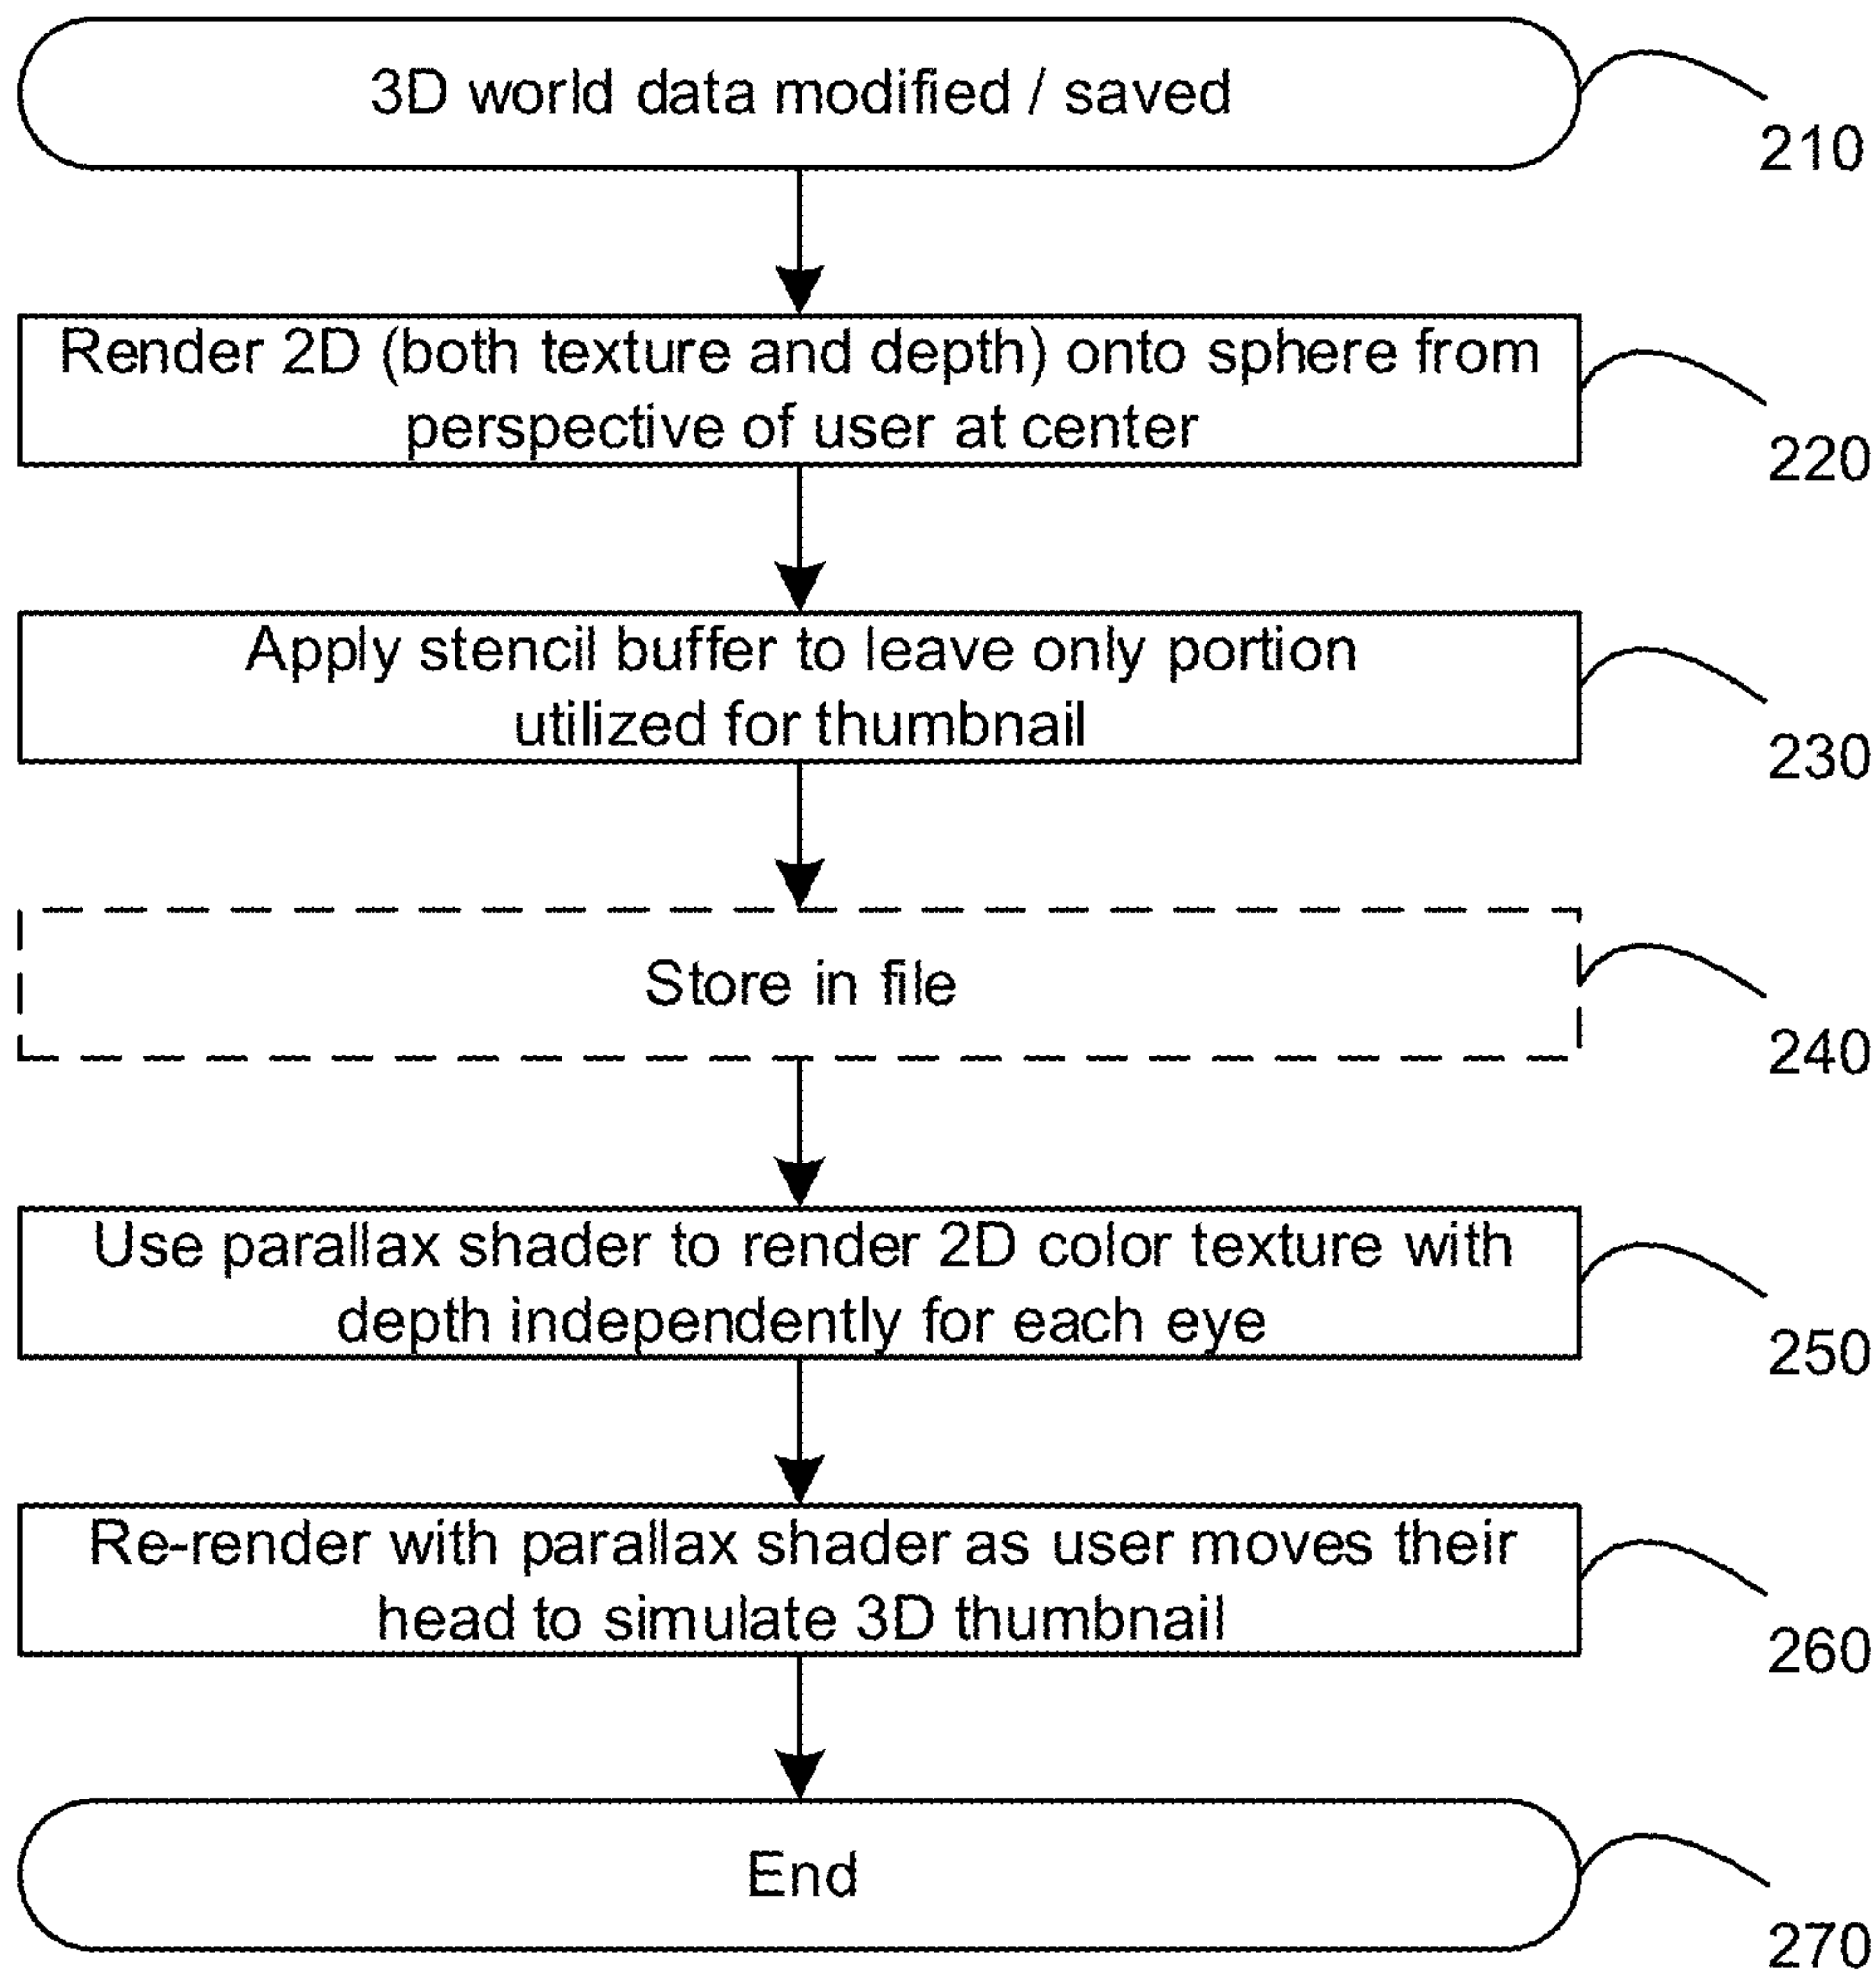 3D world data modified / saved
210
Render 2D (both texture and depth) onto sphere from
perspective of user at center
220
Apply stencil buffer to leave only portion
utilized for thumbnail
230
Store in file
240
Use parallax shader to render 2D color texture with
depth independently for each eye
250
Re-render with parallax shader as user moves their
head to simulate 3D thumbnail
260
End
270